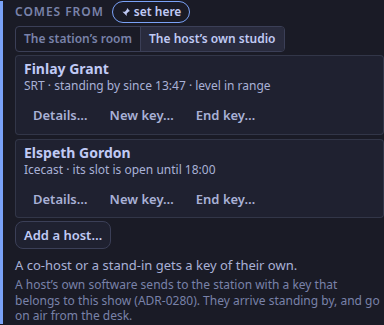 COMES FROM set here
The station's room The host's own studio
Finlay Grant
SRT · standing by since 13:47 · level in range
Details... New key... End key...
Elspeth Gordon
Icecast · its slot is open until 18:00
Details... New key... End key...
Add a host...
A co-host or a stand-in gets a key of their own.
A host's own software sends to the station with a key that
belongs to this show (ADR-0280). They arrive standing by, and go
on air from the desk.